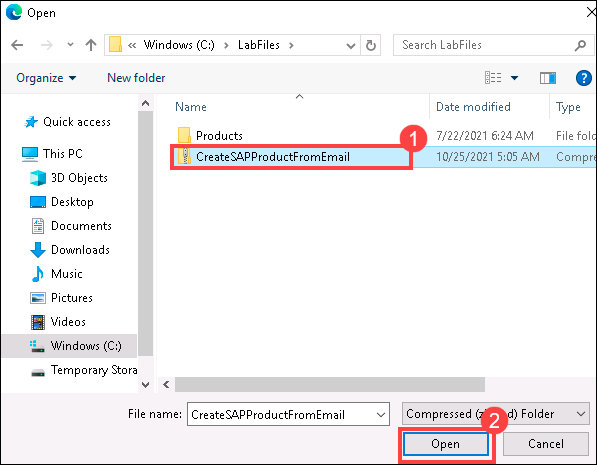 Open
Windows (C:) > LabFiles >
Search LabFiles
Organize
New folder
Name
Date modified
Type
Quick access
This PC
3D Objects
Desktop
Documents
Downloads
Music
Pictures
Videos
Windows (C:)
Temporary Stora
Products
7/22/2021 6:24 AM
File fold
1
CreateSAPProductFromEmail
10/25/2021 5:05 AM
Compre
File name:
CreateSAPProductFromEmail
Compressed Folder
2
Open
Cancel